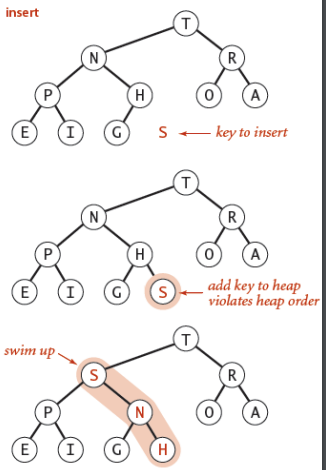 insert
T
N R
P H O A
E I G S key to insert
T
N R
P H O A
E I G S add key to heap
violates heap order
T
swim up
S R
P N O A
E I G H